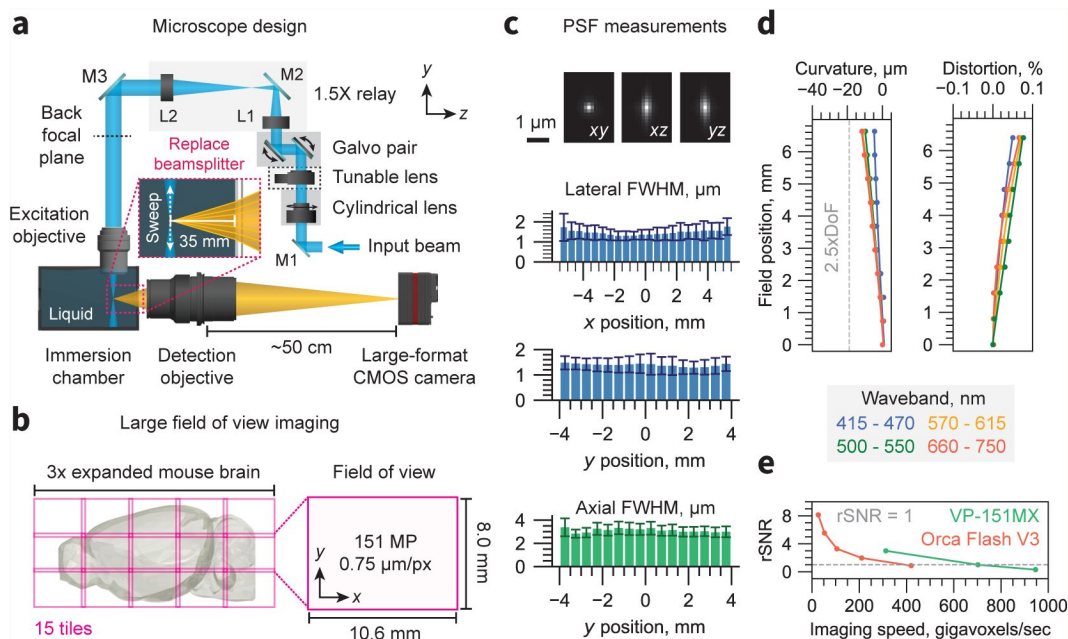 a
Microscope design
M3
M2
L2
L1
1.5X relay
y
z
Back
focal
plane
Replace
beamsplitter
Galvo pair
Tunable lens
Cylindrical lens
Sweep
35 mm
Excitation
objective
Input beam
M1
Liquid
~50 cm
Immersion
chamber
Detection
objective
Large-format
CMOS camera
b
Large field of view imaging
3x expanded mouse brain
Field of view
151 MP
0.75 µm/px
y
x
8.0 mm
10.6 mm
15 tiles
c
PSF measurements
1 µm
xy
xz
yz
Lateral FWHM, µm
4
2
0
−4 −2 0 2 4
x position, mm
2
1
0
−4 −2 0 2 4
y position, mm
Axial FWHM, µm
4
2
0
−4 −2 0 2 4
y position, mm
d
Curvature, µm
−50 −25 0
Distortion, %
−0.1 0.0 0.1
Field position, mm
6
5
4
3
2
1
0
2.5xDoF
6
5
4
3
2
1
0
Waveband, nm
415 - 470 570 - 615
500 - 550 660 - 750
e
rSNR
8
4
0
rSNR = 1
VP-151MX
Orca Flash V3
0 200 400 600 800 1000
Imaging speed, gigavoxels/sec